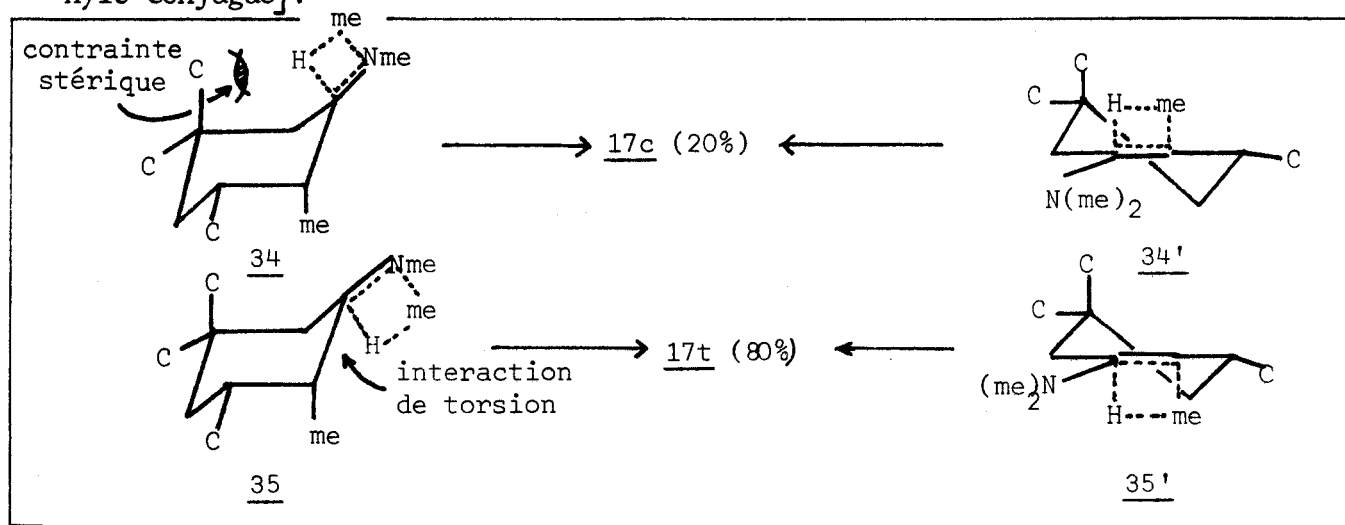 nyle conjugué].
contrainte
stérique
C
C
C
me
H
Nme
me
34
17c (20%)
C
C
H
me
C
N(me)2
34'
C
C
C
Nme
me
H
interaction
de torsion
me
35
17t (80%)
C
C
(me)2N
C
H
me
35'